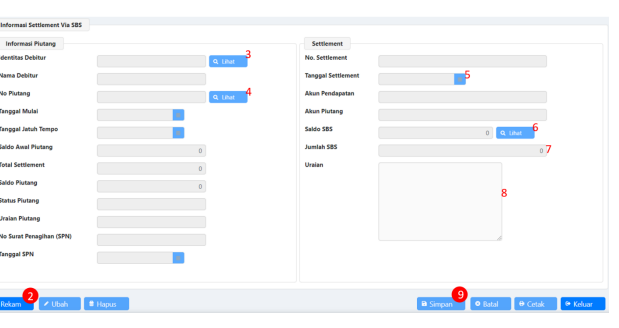 Informasi Settlement Via SBS
Informasi Piutang
Identitas Debitur
Lihat
3
Nama Debitur
No Piutang
Lihat
4
Tanggal Mulai
Tanggal Jatuh Tempo
Saldo Awal Piutang
0
Total Settlement
0
Saldo Piutang
0
Status Piutang
Uraian Piutang
No Surat Penagihan (SPN)
Tanggal SPN
Settlement
No. Settlement
Tanggal Settlement
5
Akun Pendapatan
Akun Piutang
Saldo SBS
0
Lihat
6
Jumlah SBS
0
7
Uraian
8
Rekam
2
Ubah
Hapus
Simpan
9
Batal
Cetak
Keluar